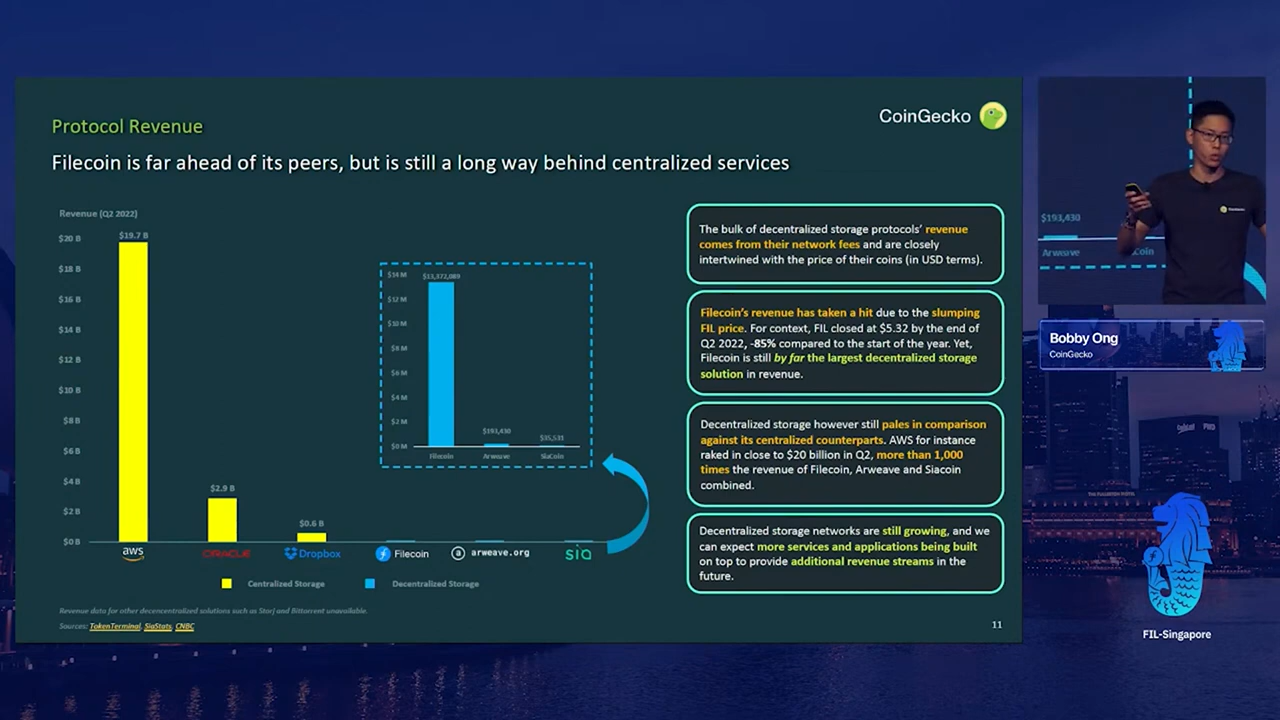 Protocol Revenue
CoinGecko
Filecoin is far ahead of its peers, but is still a long way behind centralized services
Revenue (Q2 2022)
$20 B
$18 B
$16 B
$14 B
$12 B
$10 B
$8 B
$6 B
$4 B
$2 B
$0 B
$19.7 B
$2.9 B
$0.6 B
aws
ORACLE
Dropbox
Filecoin
arweave.org
sia
$14 M
$12 M
$10 M
$8 M
$6 M
$4 M
$2 M
$0 M
$13,372,089
$193,430
$35,531
Filecoin
Arweave
SiaCoin
Centralized Storage
Decentralized Storage
Revenue data for other decencentralized solutions such as Storj and Bittorrent unavailable.
Sources: TokenTerminal, SiaStats, CNBC
The bulk of decentralized storage protocols' revenue
comes from their network fees and are closely
intertwined with the price of their coins (in USD terms).
Filecoin's revenue has taken a hit due to the slumping
FIL price. For context, FIL closed at $5.32 by the end of
Q2 2022, -85% compared to the start of the year. Yet,
Filecoin is still by far the largest decentralized storage
solution in revenue.
Decentralized storage however still pales in comparison
against its centralized counterparts. AWS for instance
raked in close to $20 billion in Q2, more than 1,000
times the revenue of Filecoin, Arweave and Siacoin
combined.
Decentralized storage networks are still growing, and we
can expect more services and applications being built
on top to provide additional revenue streams in the
future.
11
$193,430
Arweave
Coin
CoinGecko
Bobby Ong
CoinGecko
THE FULLERTON HOTEL
FIL-Singapore